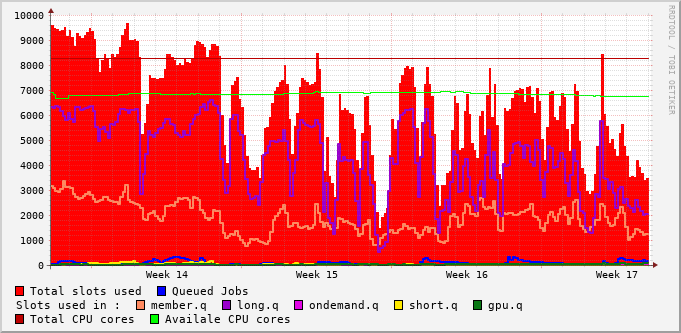 10000
9000
8000
7000
6000
5000
4000
3000
2000
1000
0
Week 14 Week 15 Week 16 Week 17
RRDTOOL / TOBI OETIKER
Total slots used Queued Jobs
Slots used in : member.q long.q ondemand.q short.q gpu.q
Total CPU cores Availale CPU cores